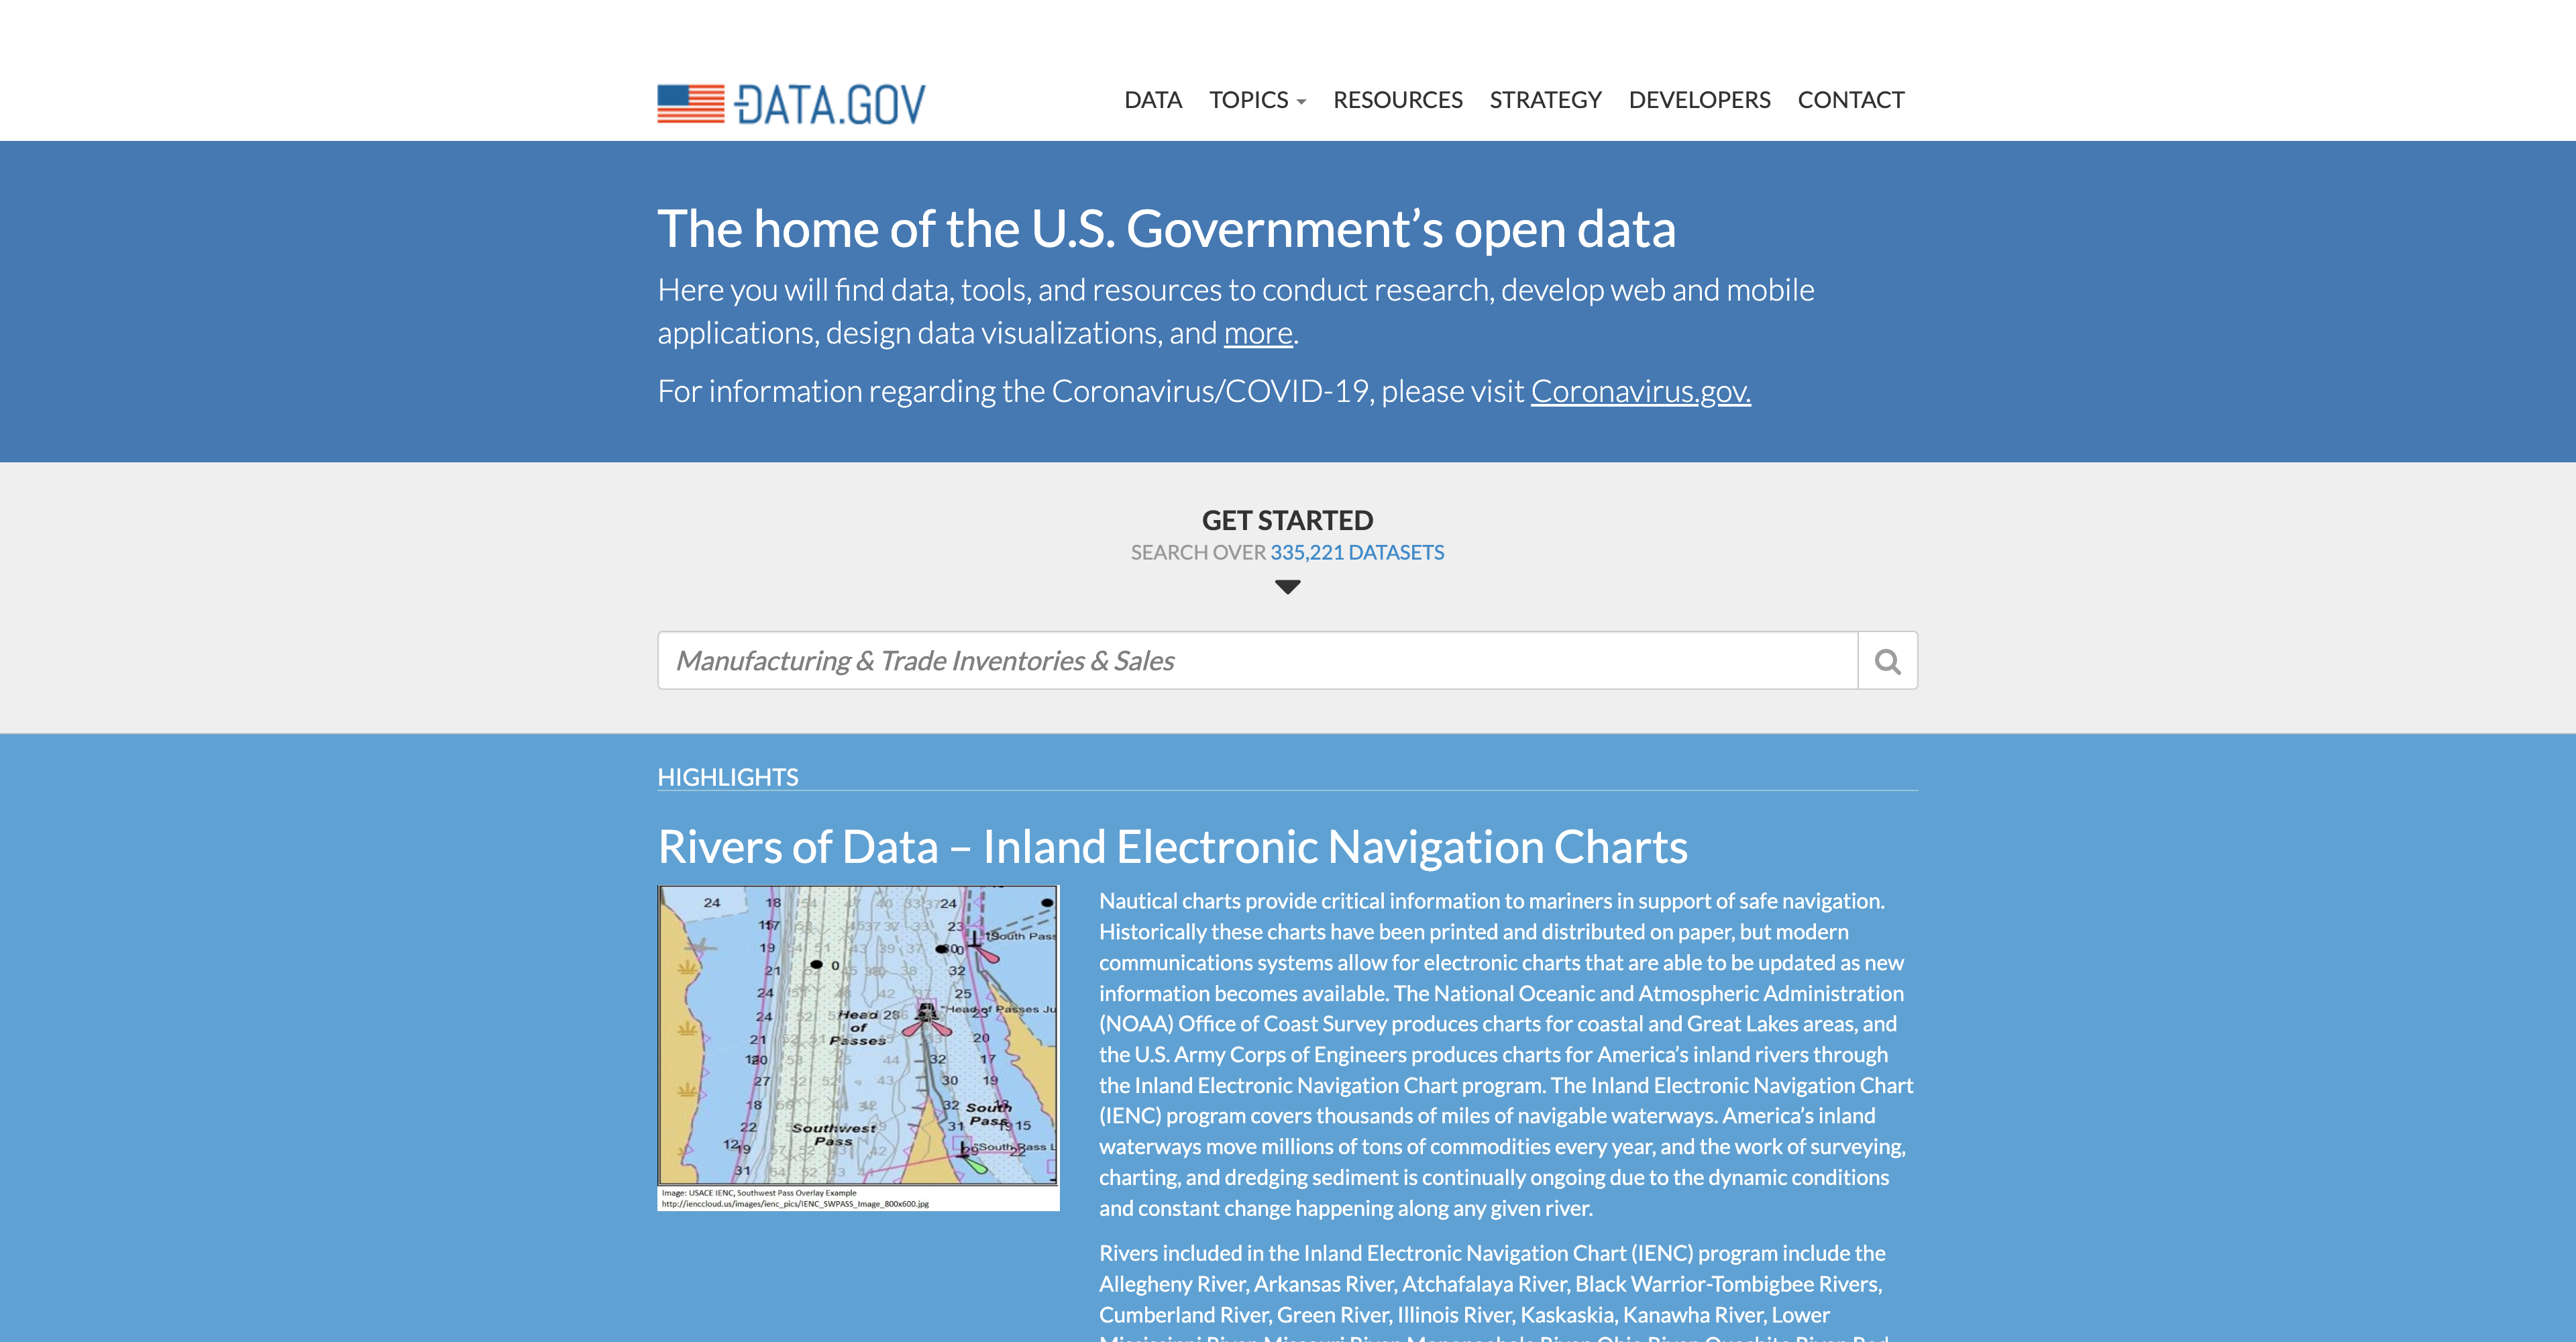 DATA.GOV
DATA TOPICS RESOURCES STRATEGY DEVELOPERS CONTACT
The home of the U.S. Government’s open data
Here you will find data, tools, and resources to conduct research, develop web and mobile
applications, design data visualizations, and more.
For information regarding the Coronavirus/COVID-19, please visit Coronavirus.gov.
GET STARTED
SEARCH OVER 335,221 DATASETS
Manufacturing & Trade Inventories & Sales
HIGHLIGHTS
Rivers of Data – Inland Electronic Navigation Charts
Head
of
Passes
Southwest
Pass
South
Pass
Image: USACE IENC, Southwest Pass Overlay Example
http://ienccloud.us/images/ienc_pics/IENC_SWPASS_Image_800x600.jpg
Nautical charts provide critical information to mariners in support of safe navigation.
Historically these charts have been printed and distributed on paper, but modern
communications systems allow for electronic charts that are able to be updated as new
information becomes available. The National Oceanic and Atmospheric Administration
(NOAA) Office of Coast Survey produces charts for coastal and Great Lakes areas, and
the U.S. Army Corps of Engineers produces charts for America’s inland rivers through
the Inland Electronic Navigation Chart program. The Inland Electronic Navigation Chart
(IENC) program covers thousands of miles of navigable waterways. America’s inland
waterways move millions of tons of commodities every year, and the work of surveying,
charting, and dredging sediment is continually ongoing due to the dynamic conditions
and constant change happening along any given river.
Rivers included in the Inland Electronic Navigation Chart (IENC) program include the
Allegheny River, Arkansas River, Atchafalaya River, Black Warrior-Tombigbee Rivers,
Cumberland River, Green River, Illinois River, Kaskaskia, Kanawha River, Lower